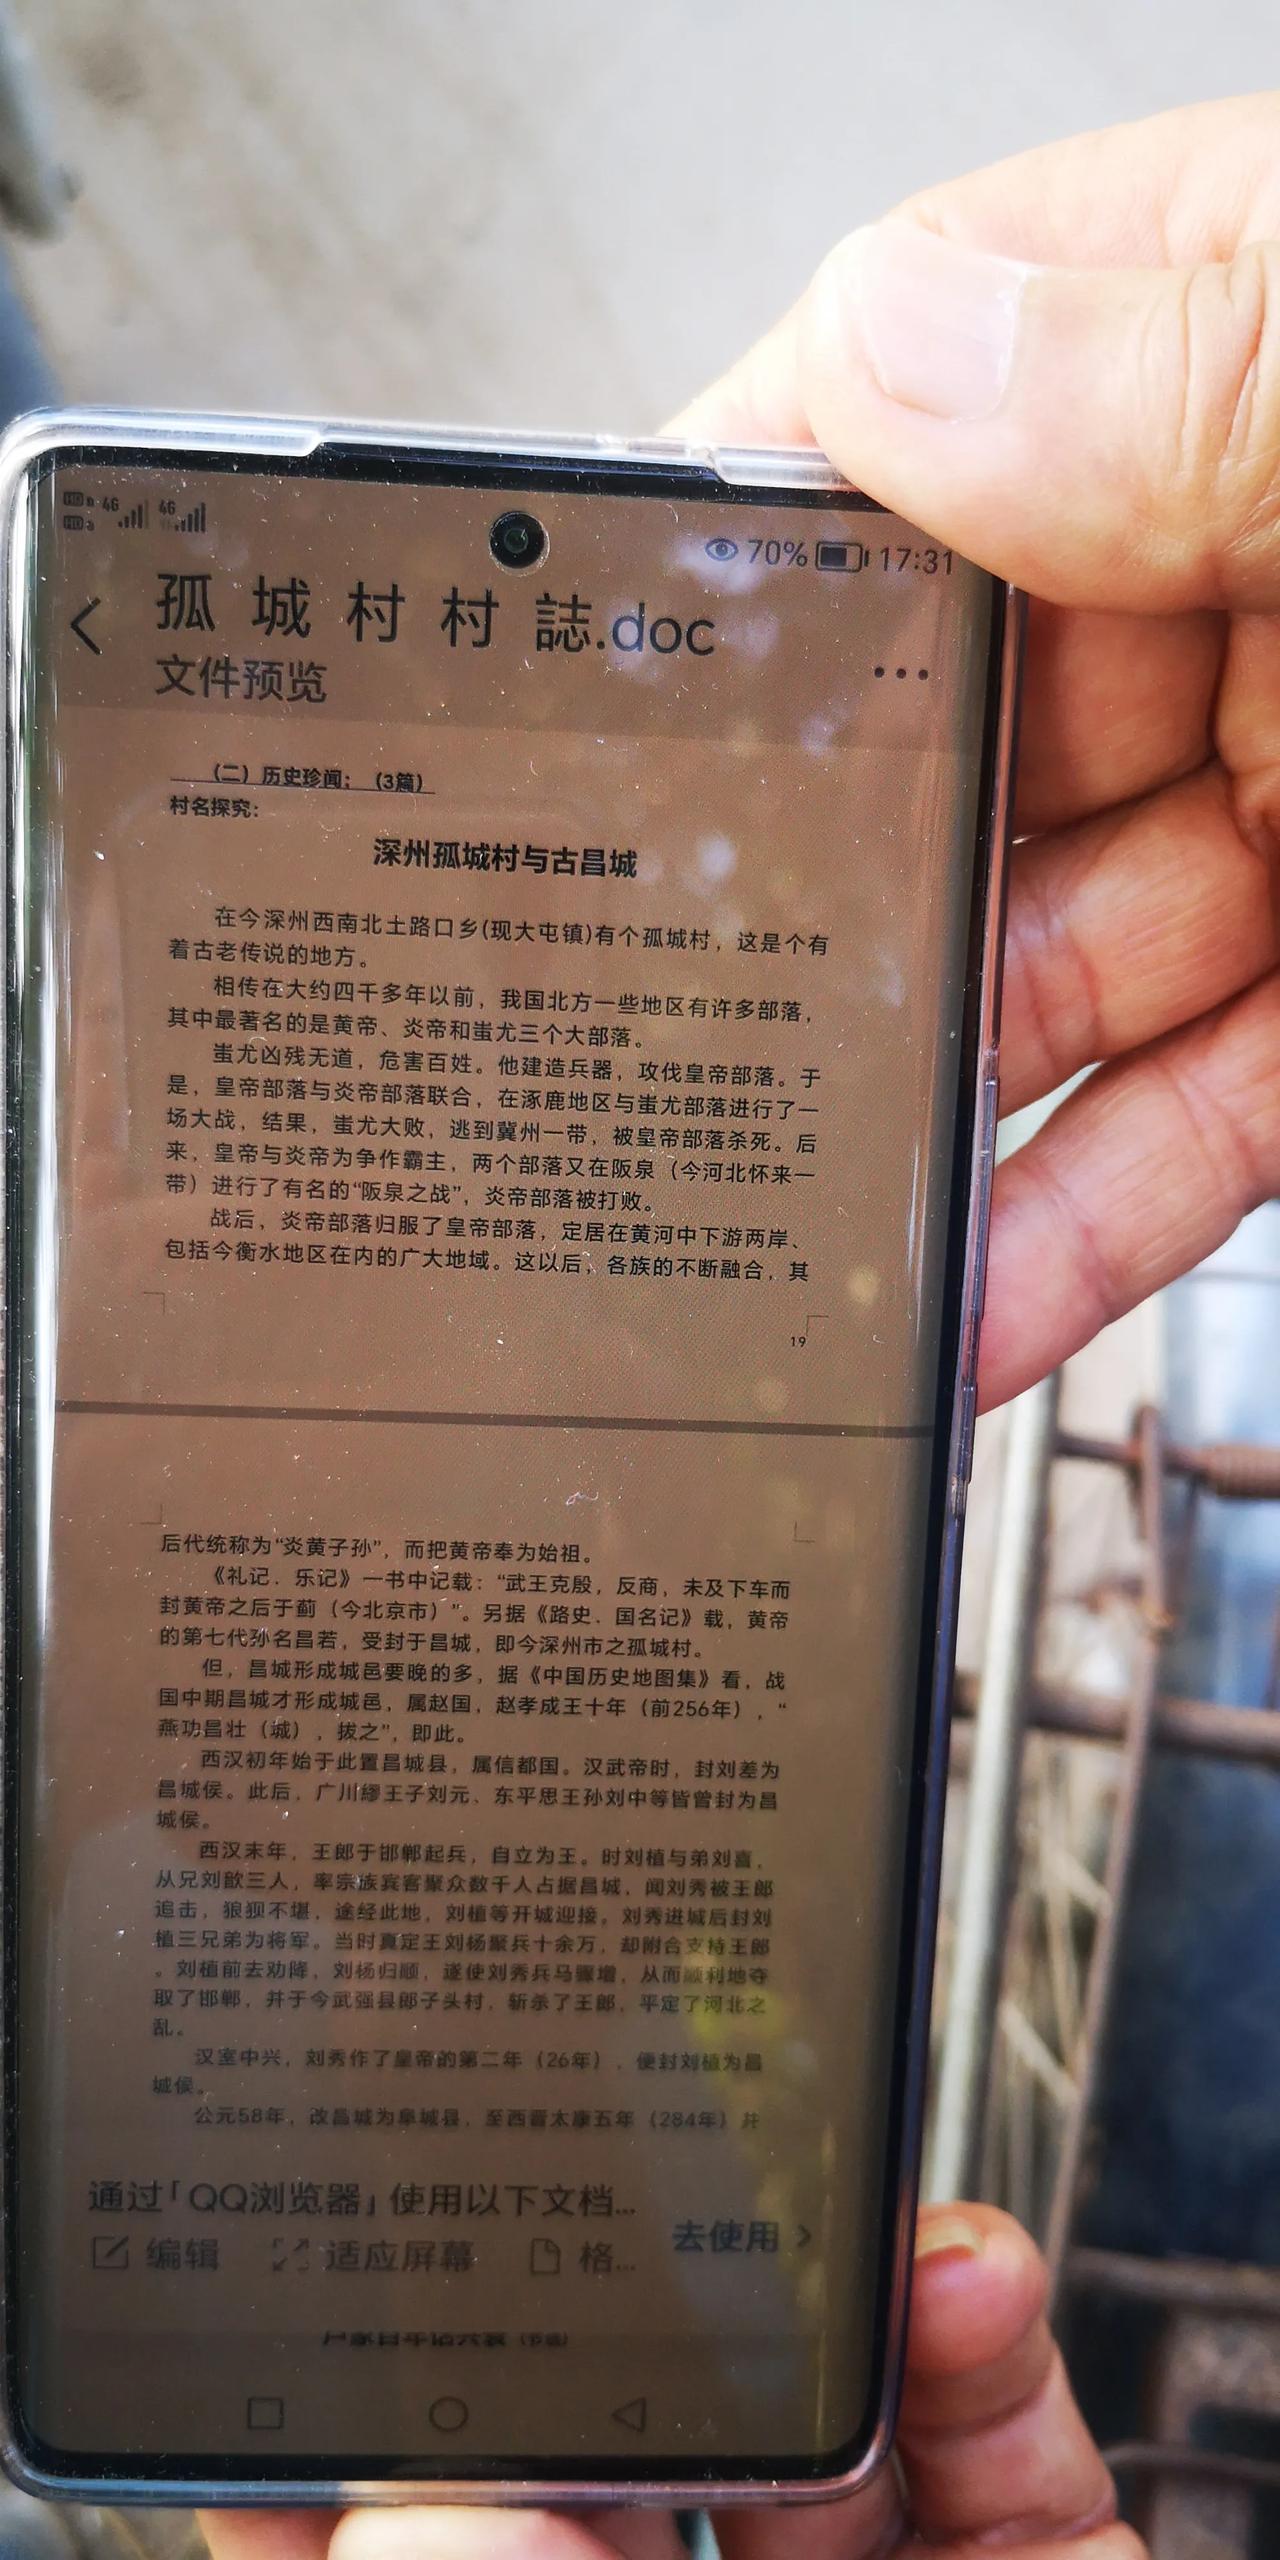 HD 4G 4G 70% 17:31
孤 城 村 村 誌.doc
文件预览
（二）历史珍闻；（3篇）
村名探究：
深州孤城村与古昌城
在今深州西南北土路口乡(现大屯镇)有个孤城村，这是个有
着古老传说的地方。
相传在大约四千多年以前，我国北方一些地区有许多部落，
其中最著名的是黄帝、炎帝和蚩尤三个大部落。
蚩尤凶残无道，危害百姓。他建造兵器，攻伐皇帝部落。于
是，皇帝部落与炎帝部落联合，在涿鹿地区与蚩尤部落进行了一
场大战，结果，蚩尤大败，逃到冀州一带，被皇帝部落杀死。后
来，皇帝与炎帝为争作霸主，两个部落又在阪泉（今河北怀来一
带）进行了有名的“阪泉之战”，炎帝部落被打败。
战后，炎帝部落归服了皇帝部落，定居在黄河中下游两岸、
包括今衡水地区在内的广大地域。这以后，各族的不断融合，其
19
后代统称为“炎黄子孙”，而把黄帝奉为始祖。
《礼记．乐记》一书中记载：“武王克殷，反商，未及下车而
封黄帝之后于蓟（今北京市）”。另据《路史．国名记》载，黄帝
的第七代孙名昌若，受封于昌城，即今深州市之孤城村。
但，昌城形成城邑要晚的多，据《中国历史地图集》看，战
国中期昌城才形成城邑，属赵国，赵孝成王十年（前256年），“
燕功昌壮（城），拔之”，即此。
西汉初年始于此置昌城县，属信都国。汉武帝时，封刘差为
昌城侯。此后，广川繆王子刘元、东平思王孙刘中等皆曾封为昌
城侯。
西汉末年，王郎于邯郸起兵，自立为王。时刘植与弟刘喜，
从兄刘歆三人，率宗族宾客聚众数千人占据昌城，闻刘秀被王郎
追击，狼狈不堪，途经此地，刘植等开城迎接，刘秀进城后封刘
植三兄弟为将军。当时真定王刘杨聚兵十余万，却附合支持王郎
。刘植前去劝降，刘杨归顺，遂使刘秀兵马骤增，从而顺利地夺
取了邯郸，并于今武强县郎子头村，斩杀了王郎，平定了河北之
乱。
汉室中兴，刘秀作了皇帝的第二年（26年），便封刘植为昌
城侯。
公元58年，改昌城为阜城县，至西晋太康五年（284年）并
通过「QQ浏览器」使用以下文档...
编辑 适应屏幕 格...
去使用 >